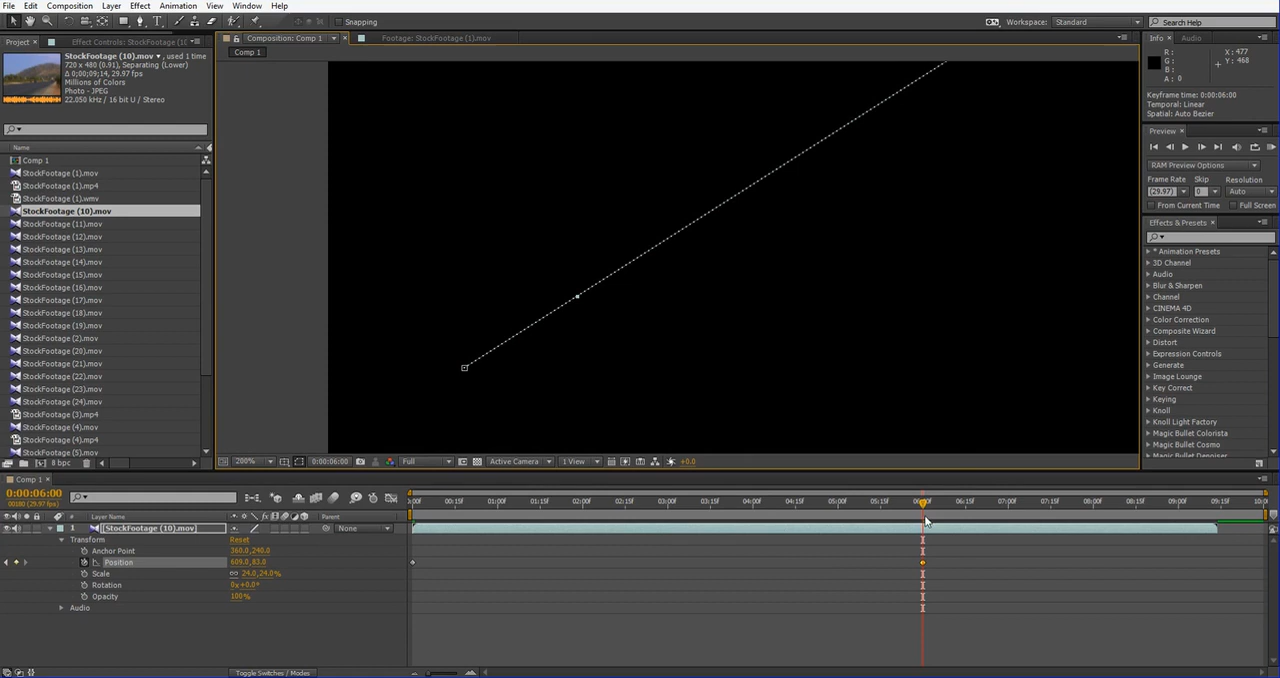 File Edit Composition Layer Effect Animation View Window Help
Snapping Workspace: Standard Search Help
Project Effect Controls: StockFootage (10) Composition: Comp 1 Footage: StockFootage (1).mov Info Audio
Comp 1
StockFootage (10).mov , used 1 time
720 x 480 (0.91), Separating (Lower)
Δ 0;00;09;14, 29.97 fps
Millions of Colors
Photo - JPEG
22.050 kHz / 16 bit U / Stereo
R :
G :
B :
A : 0
X : 477
Y : 468
Keyframe time: 0:00:06:00
Temporal: Linear
Spatial: Auto Bezier
Preview
RAM Preview Options
Frame Rate Skip Resolution
(29.97) 0 Auto
From Current Time Full Screen
Effects & Presets
* Animation Presets
3D Channel
Audio
Blur & Sharpen
Channel
CINEMA 4D
Color Correction
Composite Wizard
Distort
Expression Controls
Generate
Image Lounge
Key Correct
Keying
Knoll
Knoll Light Factory
Magic Bullet Colorista
Magic Bullet Cosmo
Magic Bullet Denoiser
Name
Comp 1
StockFootage (1).mov
StockFootage (1).mp4
StockFootage (1).wmv
StockFootage (10).mov
StockFootage (11).mov
StockFootage (12).mov
StockFootage (13).mov
StockFootage (14).mov
StockFootage (15).mov
StockFootage (16).mov
StockFootage (17).mov
StockFootage (18).mov
StockFootage (19).mov
StockFootage (2).mov
StockFootage (20).mov
StockFootage (21).mov
StockFootage (22).mov
StockFootage (23).mov
StockFootage (24).mov
StockFootage (3).mp4
StockFootage (4).mov
StockFootage (4).mp4
StockFootage (5).mov
8 bpc
200% 0:00:06:00 Full Active Camera 1 View +0.0
Comp 1
0:00:06:00
00180 (29.97 fps)
:00f 00:15f 01:00f 01:15f 02:00f 02:15f 03:00f 03:15f 04:00f 04:15f 05:00f 05:15f 06:00f 06:15f 07:00f 07:15f 08:00f 08:15f 09:00f 09:15f 10:00
# Layer Name Parent
1 [StockFootage (10).mov] None
Transform Reset
Anchor Point 360.0,240.0
Position 609.0,83.0
Scale 24.0,24.0%
Rotation 0x+0.0°
Opacity 100%
Audio
Toggle Switches / Modes